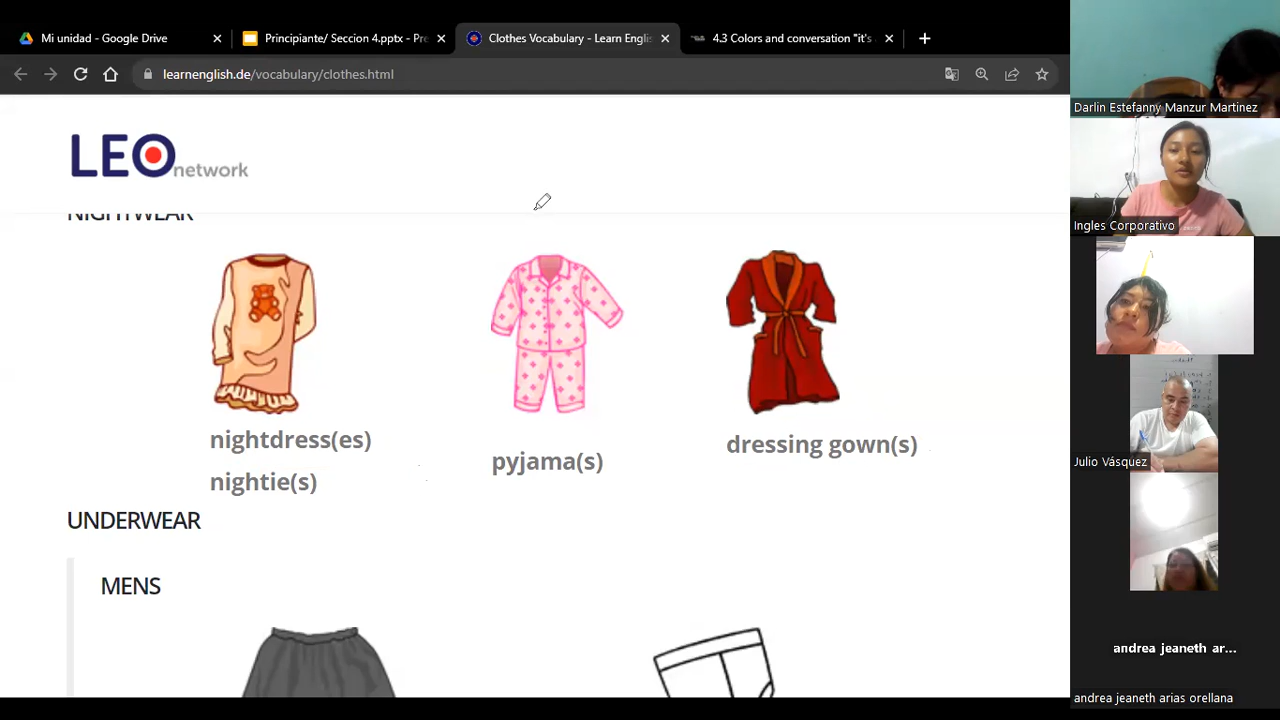 Mi unidad - Google Drive
Principiante/ Seccion 4.pptx - Pre
Clothes Vocabulary - Learn Englis
4.3 Colors and conversation "it's
learnenglish.de/vocabulary/clothes.html
LEO network
NIGHTWEAR
nightdress(es)
nightie(s)
pyjama(s)
dressing gown(s)
UNDERWEAR
MENS
Darlin Estefanny Manzur Martinez
Ingles Corporativo
Julio Vásquez
andrea jeaneth ar...
andrea jeaneth arias orellana